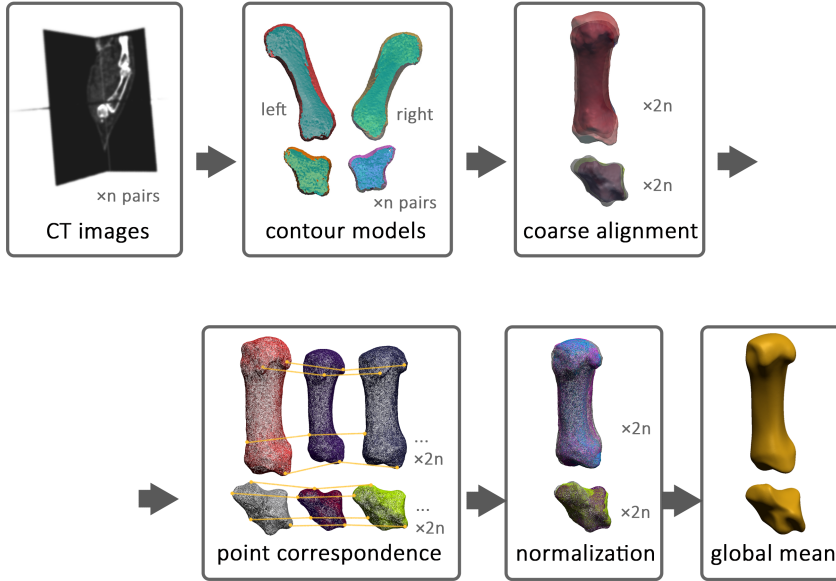 ×n pairs
CT images
left
right
×n pairs
contour models
×2n
×2n
coarse alignment
...
×2n
...
×2n
point correspondence
×2n
×2n
normalization
global mean